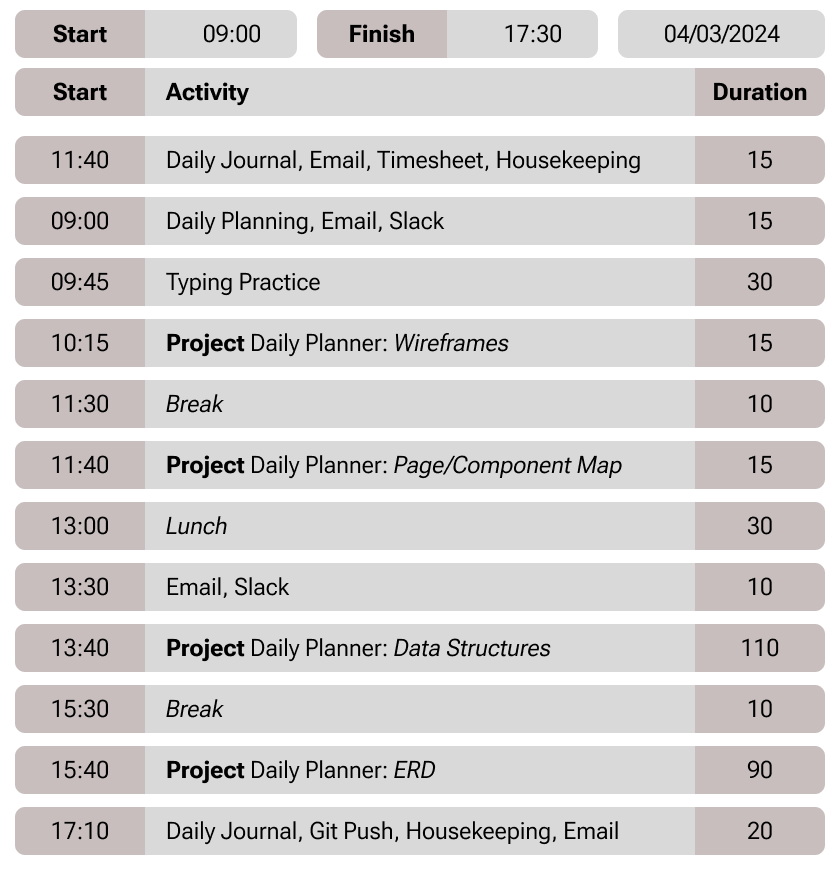 Start 09:00 Finish 17:30 04/03/2024
Start Activity Duration
11:40 Daily Journal, Email, Timesheet, Housekeeping 15
09:00 Daily Planning, Email, Slack 15
09:45 Typing Practice 30
10:15 Project Daily Planner: Wireframes 15
11:30 Break 10
11:40 Project Daily Planner: Page/Component Map 15
13:00 Lunch 30
13:30 Email, Slack 10
13:40 Project Daily Planner: Data Structures 110
15:30 Break 10
15:40 Project Daily Planner: ERD 90
17:10 Daily Journal, Git Push, Housekeeping, Email 20